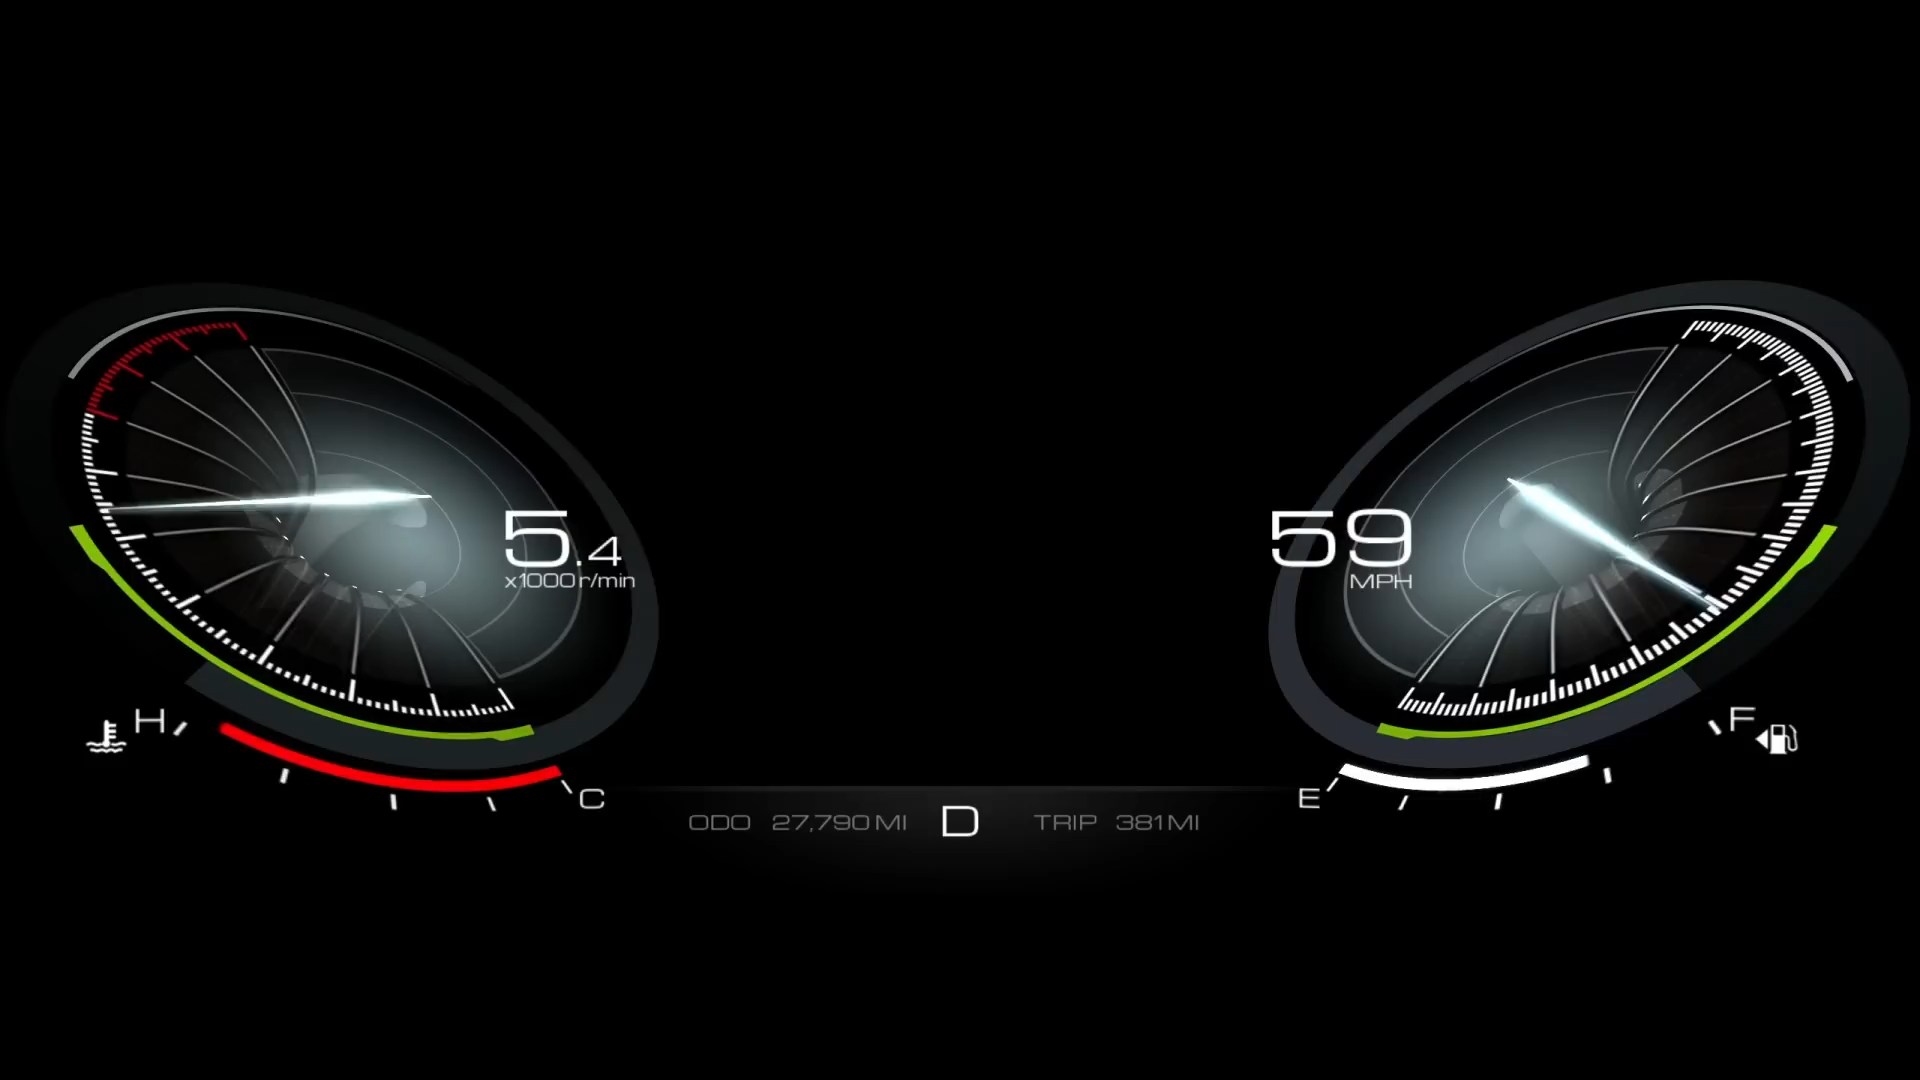 5.4
x1000 r/min
59
MPH
H
C
E
F
ODO 27,790 MI
D
TRIP 381 MI